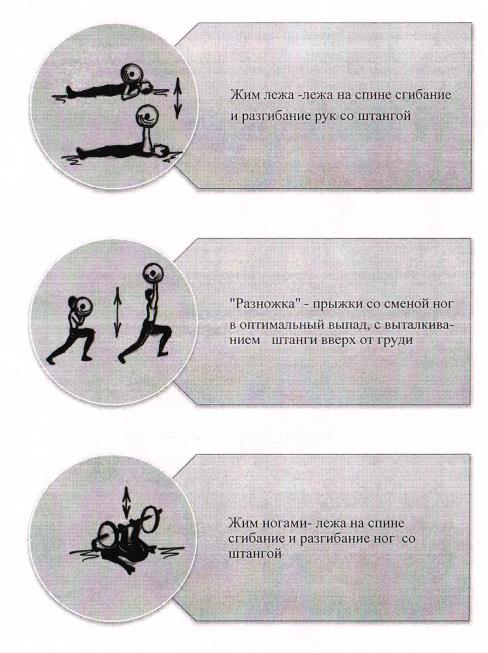 Жим лежа -лежа на спине сгибание
и разгибание рук со штангой
"Разножка" - прыжки со сменой ног
в оптимальный выпад, с выталкива-
нием штанги вверх от груди
Жим ногами- лежа на спине
сгибание и разгибание ног со
штангой